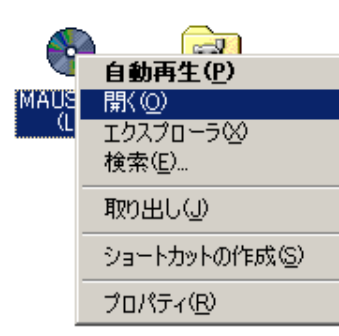 MAUS
(L
自動再生(P)
開く(O)
エクスプローラ(X)
検索(E)...
取り出し(J)
ショートカットの作成(S)
プロパティ(R)